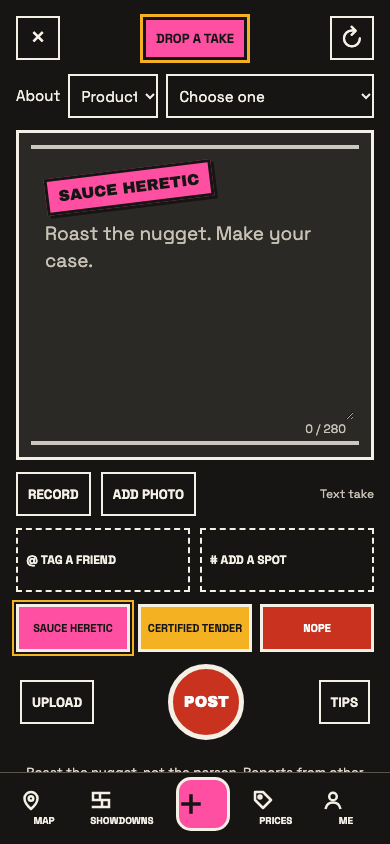 ×
DROP A TAKE
About
Product
Choose one
SAUCE HERETIC
Roast the nugget. Make your
case.
0 / 280
RECORD
ADD PHOTO
Text take
@ TAG A FRIEND
# ADD A SPOT
SAUCE HERETIC
CERTIFIED TENDER
NOPE
UPLOAD
POST
TIPS
Roast the nugget, not the person. Reports from other
MAP
SHOWDOWNS
+
PRICES
ME